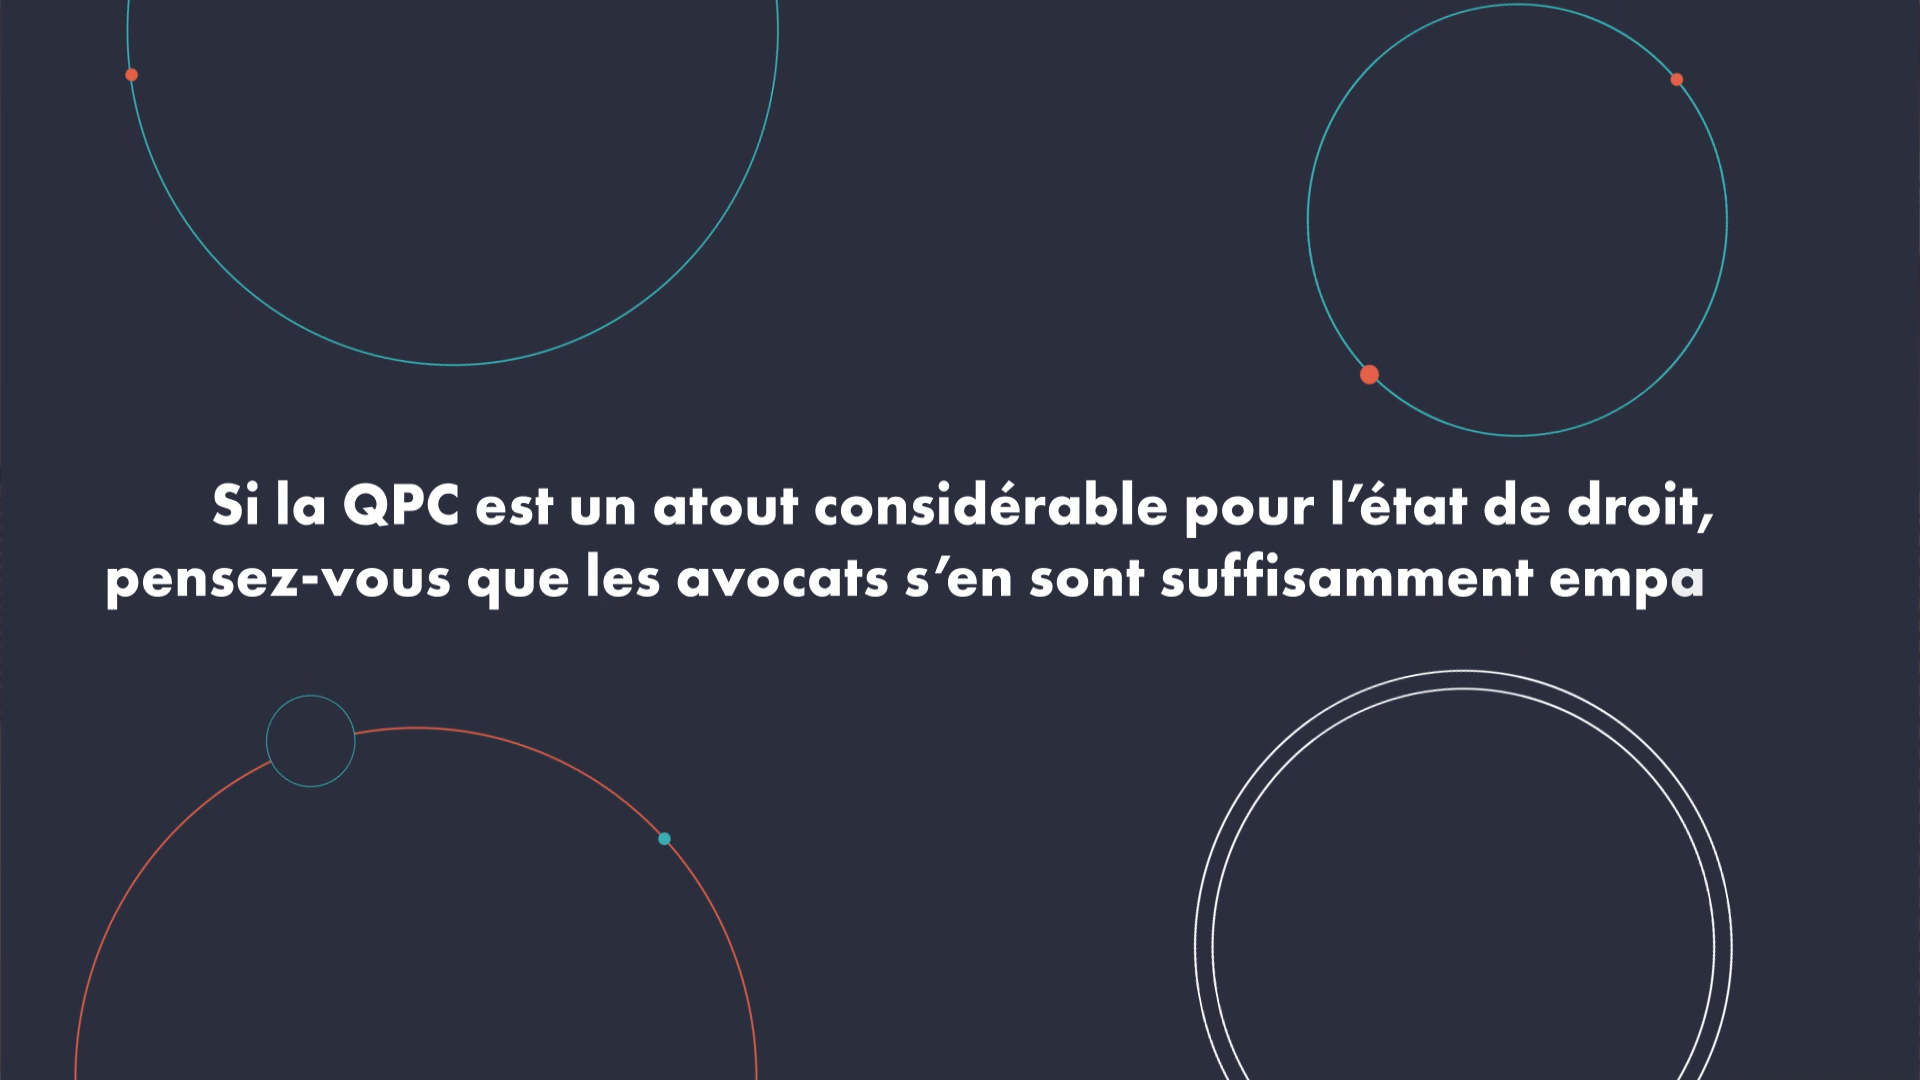 Si la QPC est un atout considérable pour l’état de droit,
pensez-vous que les avocats s’en sont suffisamment empa